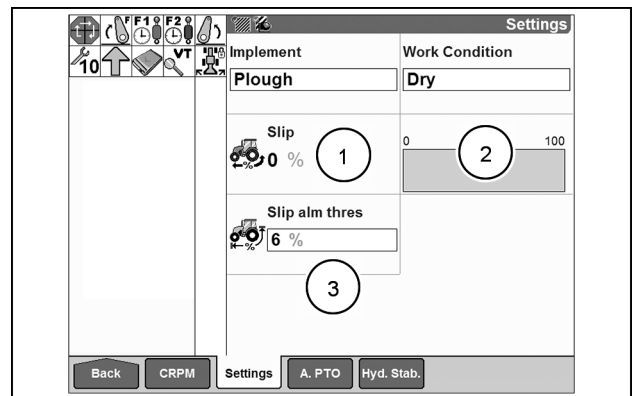 F F1 F2
Settings
10 VT
Implement
Work Condition
Plough
Dry
Slip
0 %
1
0 100
2
Slip alm thres
6 %
3
Back
CRPM
Settings
A. PTO
Hyd. Stab.